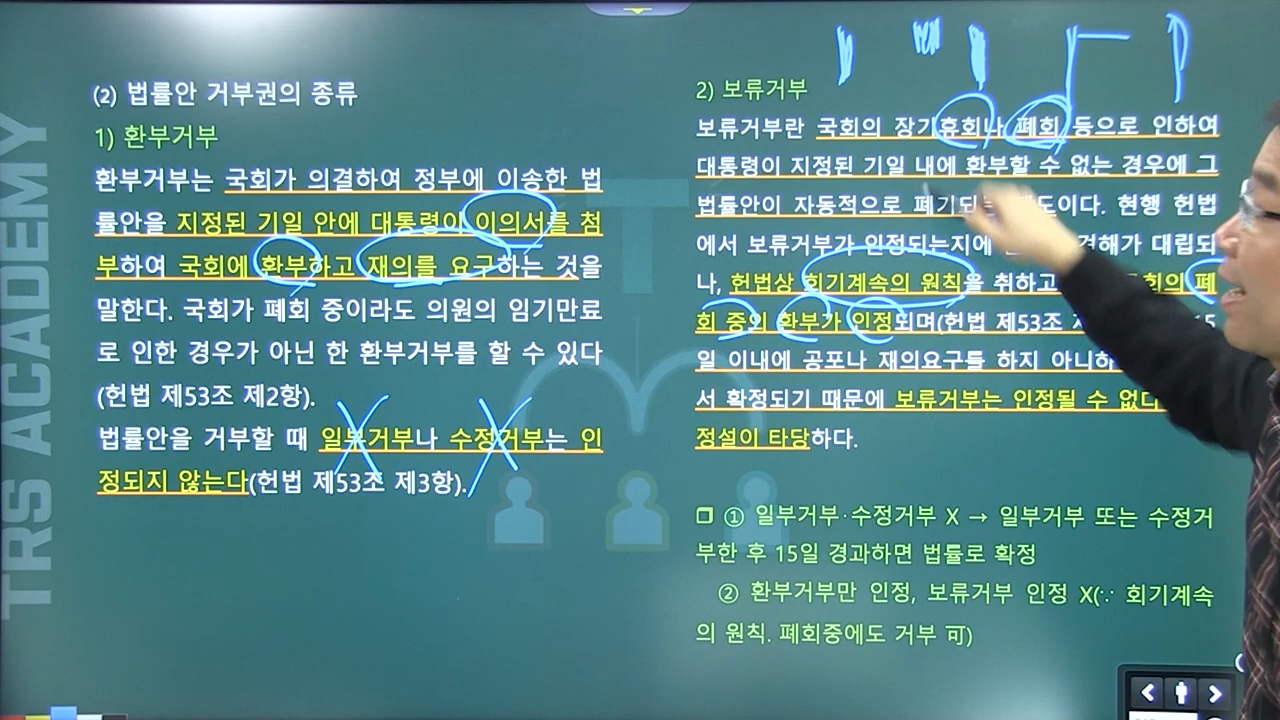 TRS ACADEMY
(2) 법률안 거부권의 종류
1) 환부거부
환부거부는 국회가 의결하여 정부에 이송한 법
률안을 지정된 기일 안에 대통령이 이의서를 첨
부하여 국회에 환부하고 재의를 요구하는 것을
말한다. 국회가 폐회 중이라도 의원의 임기만료
로 인한 경우가 아닌 한 환부거부를 할 수 있다
(헌법 제53조 제2항).
법률안을 거부할 때 일부거부나 수정거부는 인
정되지 않는다(헌법 제53조 제3항).
2) 보류거부
보류거부란 국회의 장기휴회나 폐회 등으로 인하여
대통령이 지정된 기일 내에 환부할 수 없는 경우에 그
법률안이 자동적으로 폐기되는 제도이다. 현행 헌법
에서 보류거부가 인정되는지에 견해가 대립되
나, 헌법상 회기계속의 원칙을 취하고 국회의 폐
회 중의 환부가 인정되며(헌법 제53조 15
일 이내에 공포나 재의요구를 하지 아니하
서 확정되기 때문에 보류거부는 인정될 수 없다
정설이 타당하다.
❒ ① 일부거부·수정거부 X → 일부거부 또는 수정거
부한 후 15일 경과하면 법률로 확정
② 환부거부만 인정, 보류거부 인정 X(∵ 회기계속
의 원칙. 폐회중에도 거부 可)